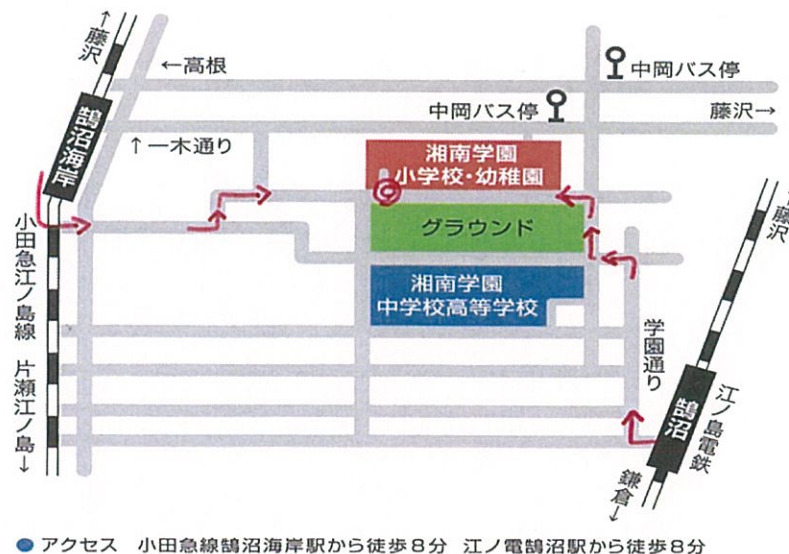 ↑藤沢
←高根
中岡バス停
中岡バス停
藤沢→
↑一木通り
鵠沼海岸
湘南学園
小学校・幼稚園
グラウンド
湘南学園
中学校高等学校
小田急江ノ島線
片瀬江ノ島↓
学園通り
↑藤沢
鵠沼
江ノ島電鉄
鎌倉↓
● アクセス 小田急線鵠沼海岸駅から徒歩8分 江ノ電鵠沼駅から徒歩8分